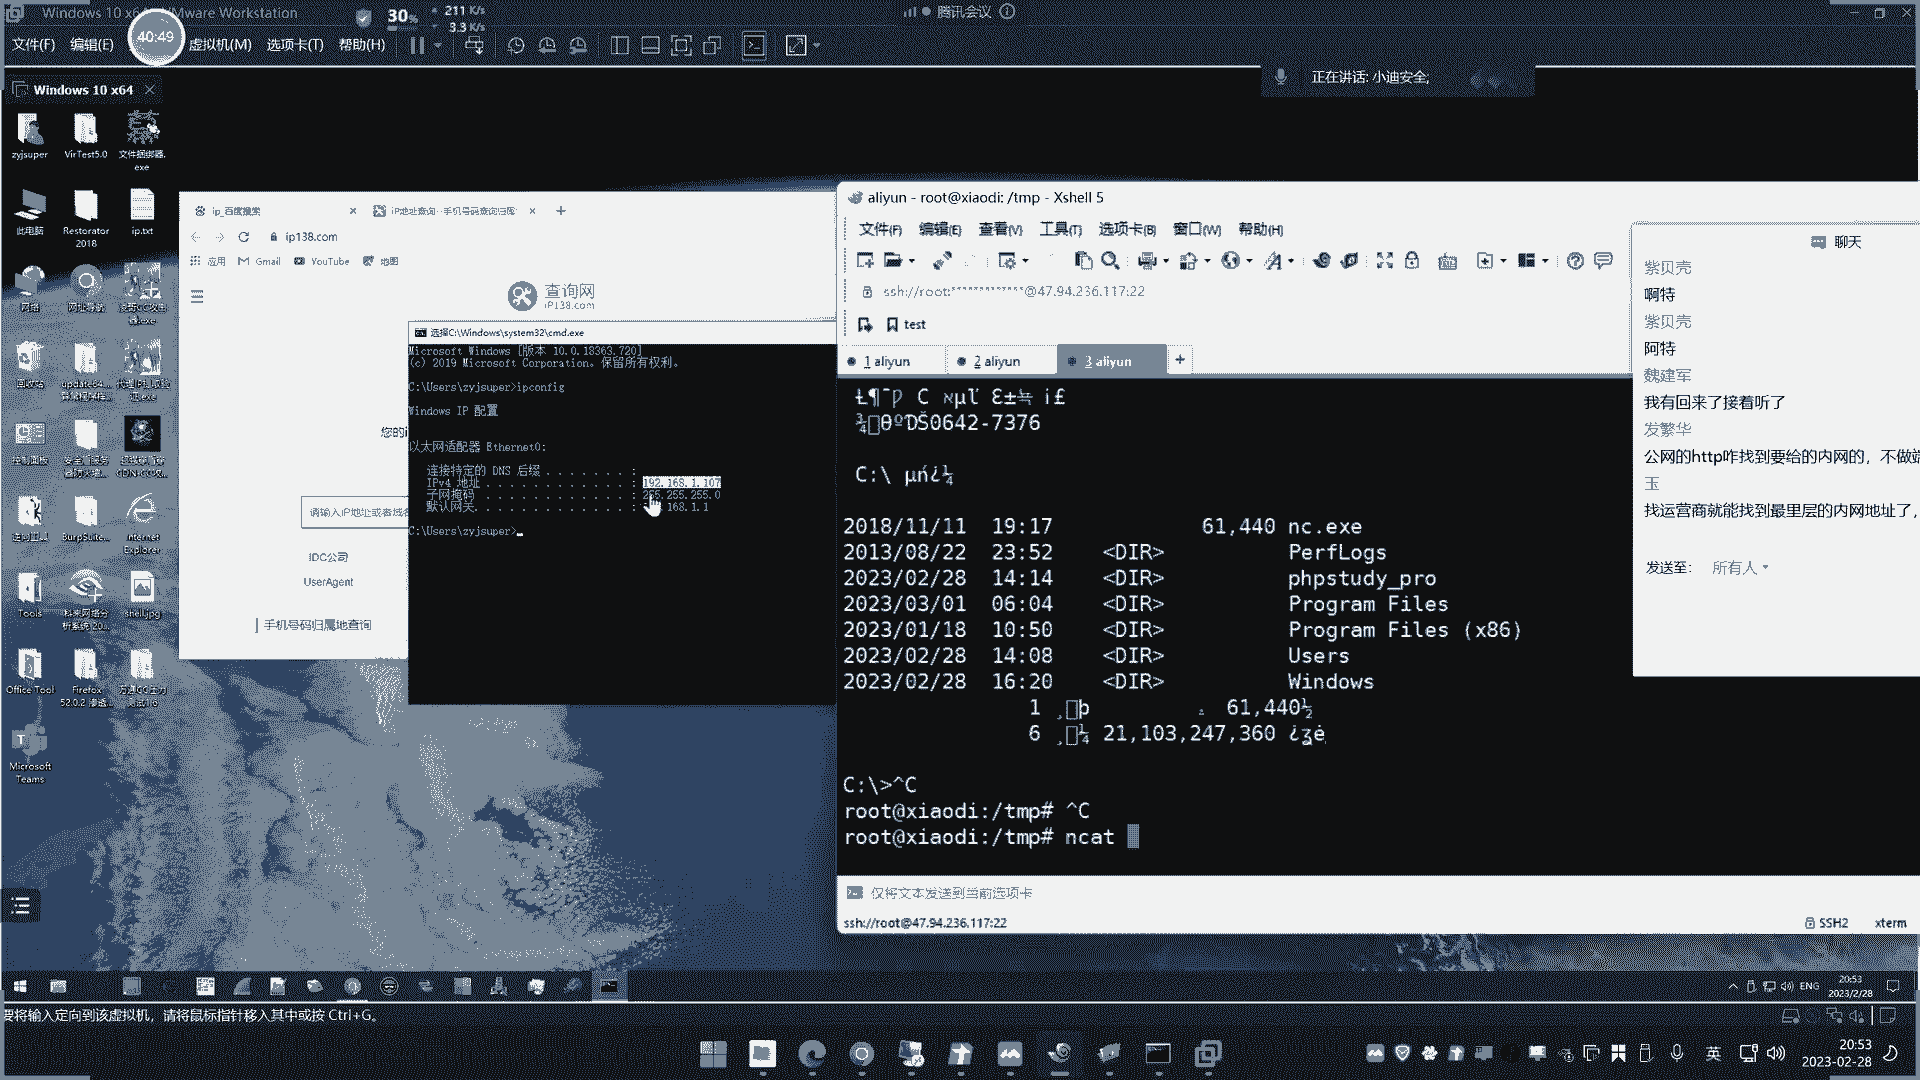 Windows 10 x64
Mware Workstation
30%
211 K/s
3.3 K/s
腾讯会议
文件(F)
编辑(E)
40:49
虚拟机(M)
选项卡(T)
帮助(H)
正在讲话: 小迪安全;
Windows 10 x64
zyjsuper
VirTest5.0
文件捆绑器.
exe
此电脑
Restorator
2018
ip.txt
网络
网址导航
回收站
update64...
控制面板
BurpSuite...
Internet
Explorer
Tools
科来网络分
析系统 (20...
shell.jpg
Office Tool
Firefox
52.0.2
Microsoft
Teams
ip_百度搜索
iP地址查询--手机号码查询归属
ip138.com
应用
Gmail
YouTube
地图
查询网
iP138.com
您的i
请输入iP地址或者域名
IDC公司
UserAgent
手机号码归属地查询
选择C:\Windows\system32\cmd.exe
Microsoft Windows [版本 10.0.18363.720]
(c) 2019 Microsoft Corporation。保留所有权利。
C:\Users\zyjsuper>ipconfig
Windows IP 配置
以太网适配器 Ethernet0:
连接特定的 DNS 后缀 . . . . . . . :
IPv4 地址 . . . . . . . . . . . . : 192.168.1.107
子网掩码 . . . . . . . . . . . . : 255.255.255.0
默认网关. . . . . . . . . . . . . : 168.1.1
C:\Users\zyjsuper>
aliyun - root@xiaodi: /tmp - Xshell 5
文件(F)
编辑(E)
查看(V)
工具(T)
选项卡(B)
窗口(W)
帮助(H)
ssh://root:*************@47.94.236.117:22
test
1 aliyun
2 aliyun
3 aliyun
0642-7376
C:\ µń¿¼
2018/11/11 19:17 61,440 nc.exe
2013/08/22 23:52 <DIR> PerfLogs
2023/02/28 14:14 <DIR> phpstudy_pro
2023/03/01 06:04 <DIR> Program Files
2023/01/18 10:50 <DIR> Program Files (x86)
2023/02/28 14:08 <DIR> Users
2023/02/28 16:20 <DIR> Windows
1 61,440
6 21,103,247,360
C:\>^C
root@xiaodi:/tmp# ^C
root@xiaodi:/tmp# ncat
仅将文本发送到当前选项卡
ssh://root@47.94.236.117:22
SSH2
xterm
聊天
紫贝壳
啊特
紫贝壳
阿特
魏建军
我有回来了接着听了
发繁华
公网的http咋找到要给的内网的，不做端
玉
找运营商就能找到最里层的内网地址了，
发送至:
所有人
ENG
20:53
2023/2/28
要将输入定向到该虚拟机，请将鼠标指针移入其中或按 Ctrl+G。
英
20:53
2023-02-28